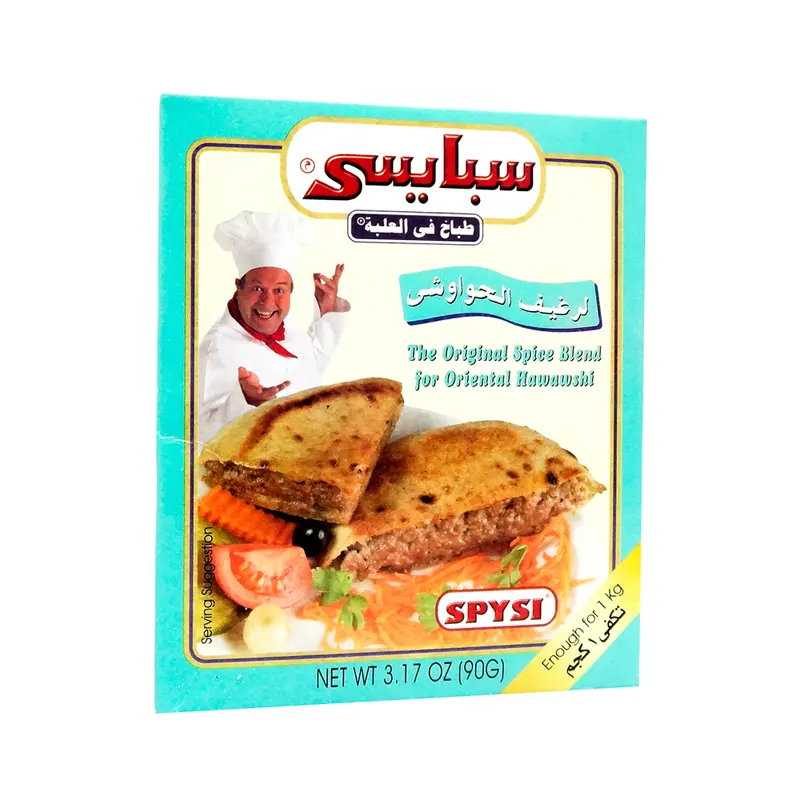 سبايسى
م
طباخ فى العلبة
لرغيف الحواوشى
The Original Spice Blend
for Oriental Hawawshi
Serving Suggestion
SPYSI
Enough for 1 Kg
تكفى ١ كجم
NET WT 3.17 OZ (90G)